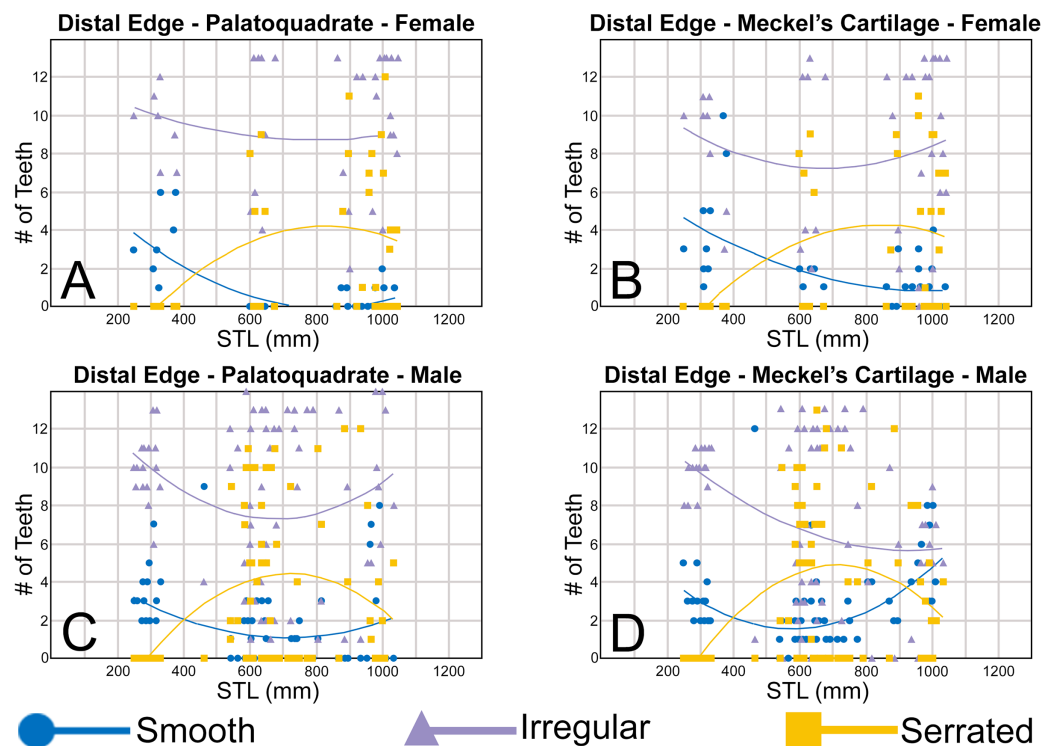 Distal Edge - Palatoquadrate - Female
# of Teeth
12
10
8
6
4
2
0
A
200 400 600 800 1000 1200
STL (mm)
Distal Edge - Meckel’s Cartilage - Female
# of Teeth
12
10
8
6
4
2
0
B
200 400 600 800 1000 1200
STL (mm)
Distal Edge - Palatoquadrate - Male
# of Teeth
12
10
8
6
4
2
0
C
200 400 600 800 1000 1200
STL (mm)
Distal Edge - Meckel’s Cartilage - Male
# of Teeth
12
10
8
6
4
2
0
D
200 400 600 800 1000 1200
STL (mm)
Smooth Irregular Serrated